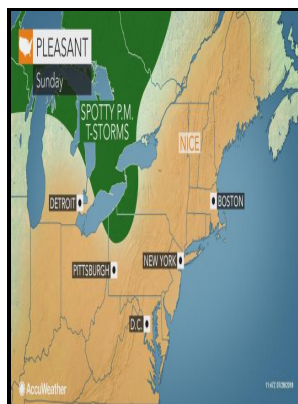 PLEASANT
Sunday
SPOTTY P.M.
T-STORMS
NICE
DETROIT
BOSTON
NEW YORK
PITTSBURGH
D.C.
AccuWeather